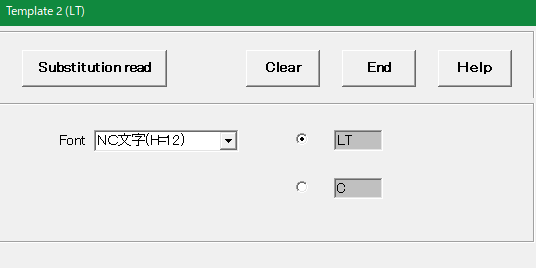 Template 2 (LT)
Substitution read Clear End Help
Font NC文字(H=12) LT
C